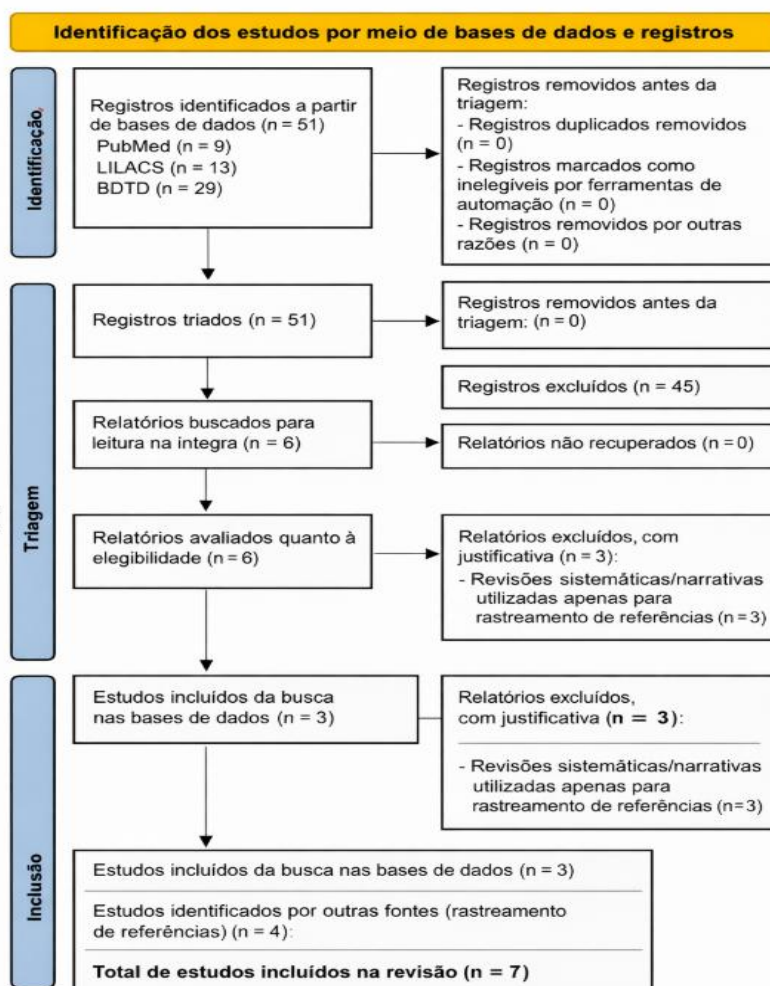 Identificação dos estudos por meio de bases de dados e registros
Identificação,
Registros identificados a partir
de bases de dados (n = 51)
PubMed (n = 9)
LILACS (n = 13)
BDTD (n = 29)
Registros removidos antes da
triagem:
- Registros duplicados removidos
(n = 0)
- Registros marcados como
inelegíveis por ferramentas de
automação (n = 0)
- Registros removidos por outras
razões (n = 0)
Triagem
Registros triados (n = 51)
Registros removidos antes da
triagem: (n = 0)
Registros excluídos (n = 45)
Relatórios buscados para
leitura na integra (n = 6)
Relatórios não recuperados (n = 0)
Relatórios avaliados quanto à
elegibilidade (n = 6)
Relatórios excluídos, com
justificativa (n = 3):
- Revisões sistemáticas/narrativas
utilizadas apenas para
rastreamento de referências (n = 3)
Inclusão
Estudos incluídos da busca
nas bases de dados (n = 3)
Relatórios excluídos,
com justificativa (n = 3):
- Revisões sistemáticas/narrativas
utilizadas apenas para
rastreamento de referências (n=3)
Estudos incluídos da busca nas bases de dados (n = 3)
Estudos identificados por outras fontes (rastreamento
de referências) (n = 4):
Total de estudos incluídos na revisão (n = 7)